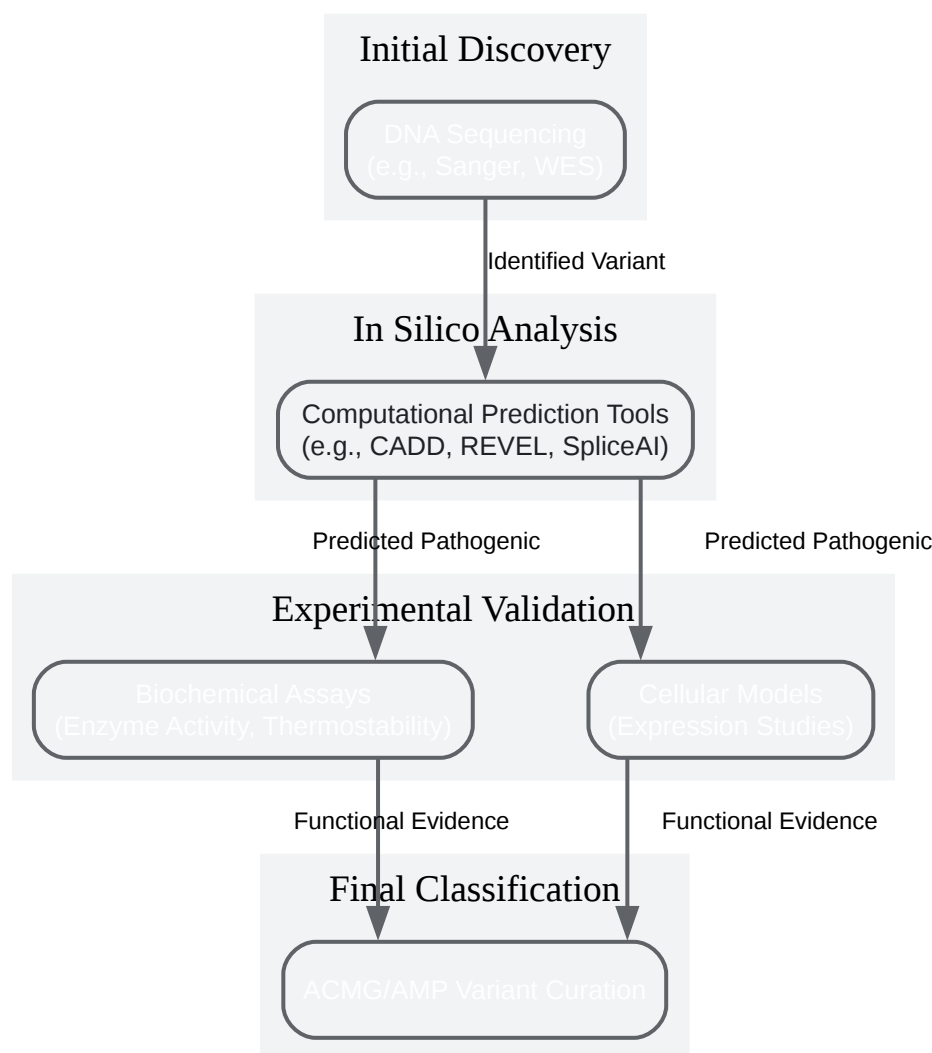 Initial Discovery
DNA Sequencing
(e.g., Sanger, WES)
Identified Variant
In Silico Analysis
Computational Prediction Tools
(e.g., CADD, REVEL, SpliceAI)
Predicted Pathogenic
Predicted Pathogenic
Experimental Validation
Biochemical Assays
(Enzyme Activity, Thermostability)
Cellular Models
(Expression Studies)
Functional Evidence
Functional Evidence
Final Classification
ACMG/AMP Variant Curation